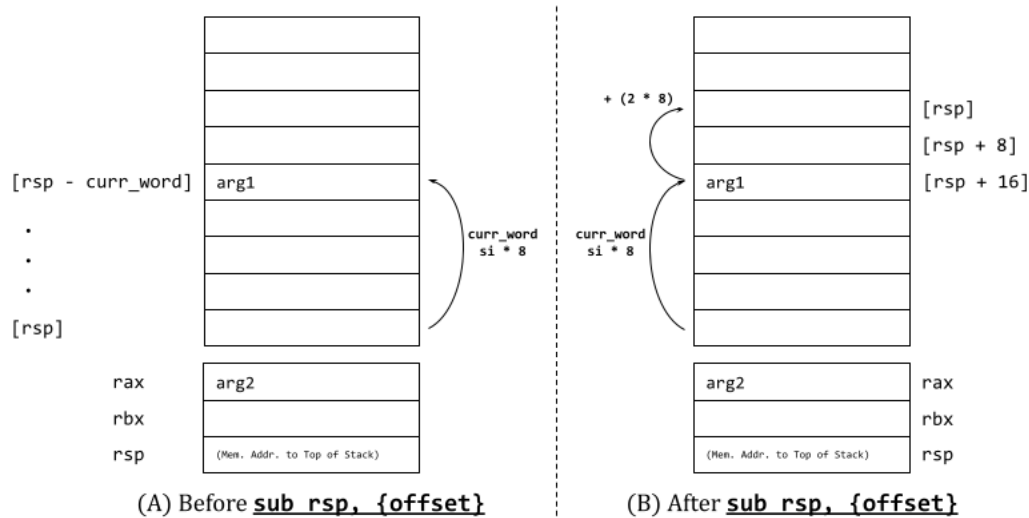 [rsp - curr_word] arg1
.
.
.
[rsp]
curr_word
si * 8
rax arg2
rbx
rsp (Mem. Addr. to Top of Stack)
(A) Before sub rsp, {offset}
+ (2 * 8)
[rsp]
[rsp + 8]
arg1 [rsp + 16]
curr_word
si * 8
arg2 rax
rbx
(Mem. Addr. to Top of Stack) rsp
(B) After sub rsp, {offset}